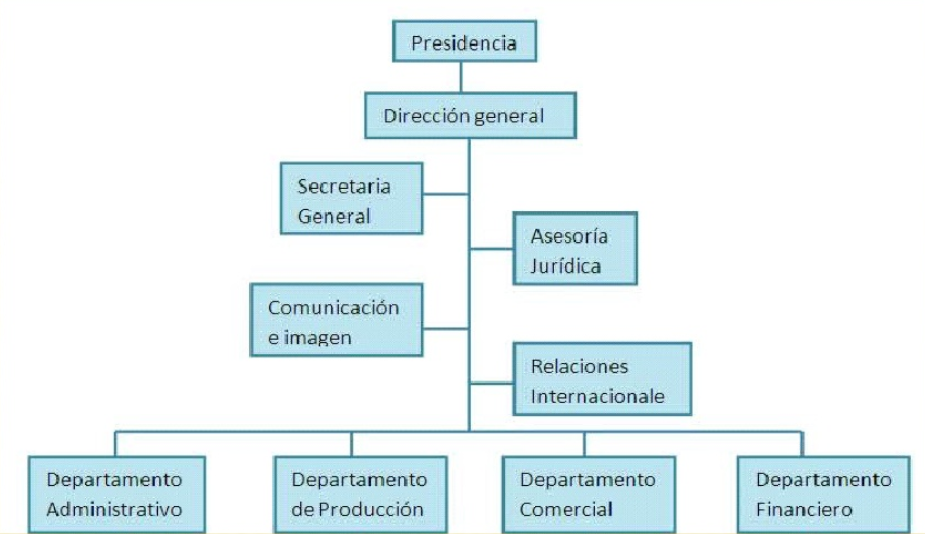 Presidencia
Dirección general
Secretaria
General
Asesoría
Jurídica
Comunicación
e imagen
Relaciones
Internacionale
Departamento
Administrativo
Departamento
de Producción
Departamento
Comercial
Departamento
Financiero